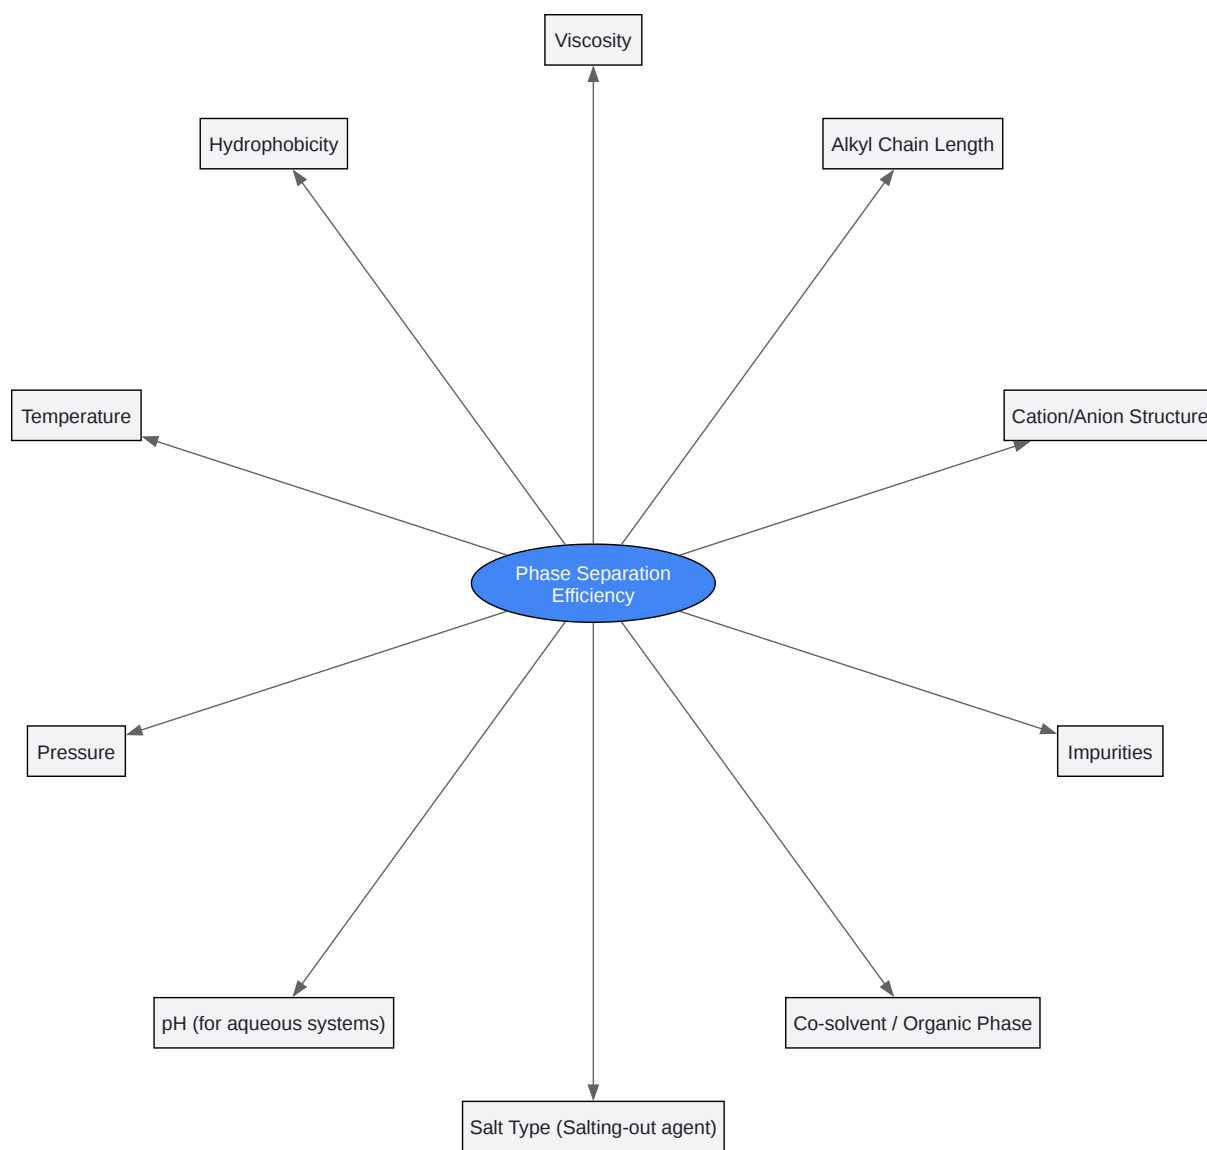 Viscosity
Hydrophobicity
Alkyl Chain Length
Temperature
Cation/Anion Structure
Phase Separation
Efficiency
Pressure
Impurities
pH (for aqueous systems)
Co-solvent / Organic Phase
Salt Type (Salting-out agent)